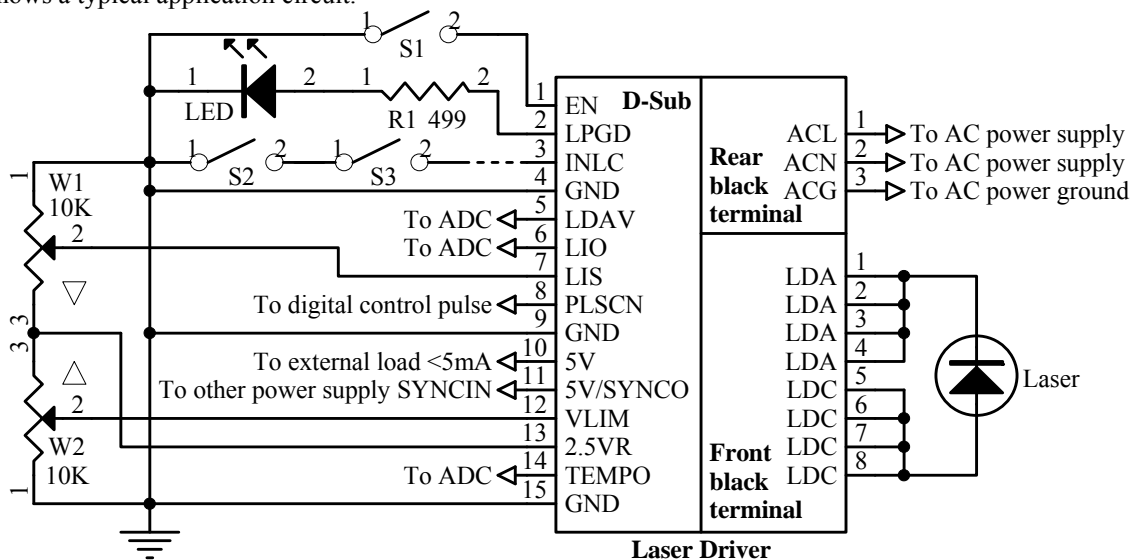 nows a typical application circuit.
1 S1 2
1 LED 2
1 R1 499 2
1 S2 2
1 S3 2
1 W1 10K 2 3
3 W2 10K 2 1
D-Sub
1 EN
2 LPGD
3 INLC
4 GND
To ADC 5 LDAV
To ADC 6 LIO
7 LIS
To digital control pulse 8 PLSCN
9 GND
To external load <5mA 10 5V
To other power supply SYNCIN 11 5V/SYNCO
12 VLIM
13 2.5VR
To ADC 14 TEMPO
15 GND
Rear black terminal
ACL 1 To AC power supply
ACN 2 To AC power supply
ACG 3 To AC power ground
LDA 1
LDA 2
LDA 3
LDA 4
LDC 5
LDC 6
LDC 7
LDC 8
Front black terminal
Laser
Laser Driver